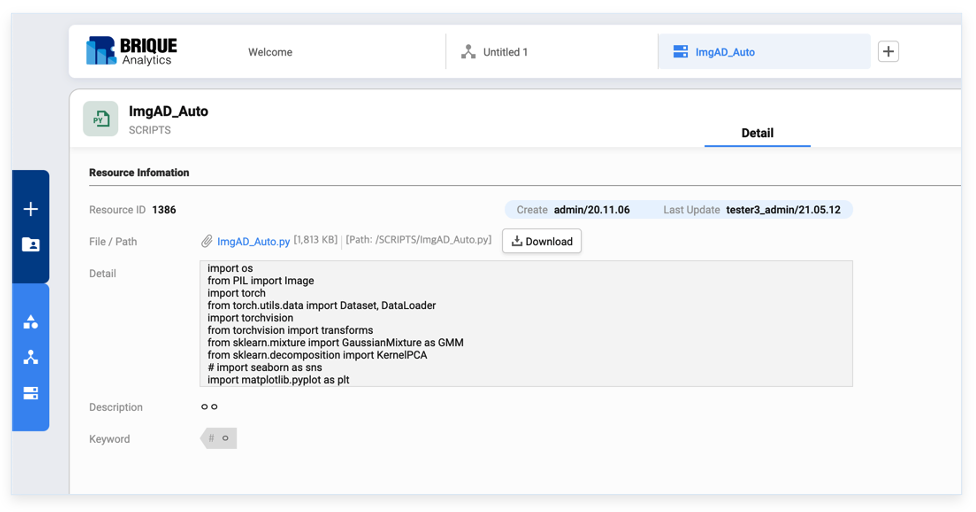 BRIQUE
Analytics
Welcome
Untitled 1
ImgAD_Auto
PY
ImgAD_Auto
SCRIPTS
Detail
Resource Infomation
Resource ID 1386
Create admin/20.11.06 Last Update tester3_admin/21.05.12
File / Path ImgAD_Auto.py [1,813 KB] [Path: /SCRIPTS/ImgAD_Auto.py] Download
Detail
import os
from PIL import Image
import torch
from torch.utils.data import Dataset, DataLoader
import torchvision
from torchvision import transforms
from sklearn.mixture import GaussianMixture as GMM
from sklearn.decomposition import KernelPCA
# import seaborn as sns
import matplotlib.pyplot as plt
Description ㅇㅇ
Keyword # ㅇ